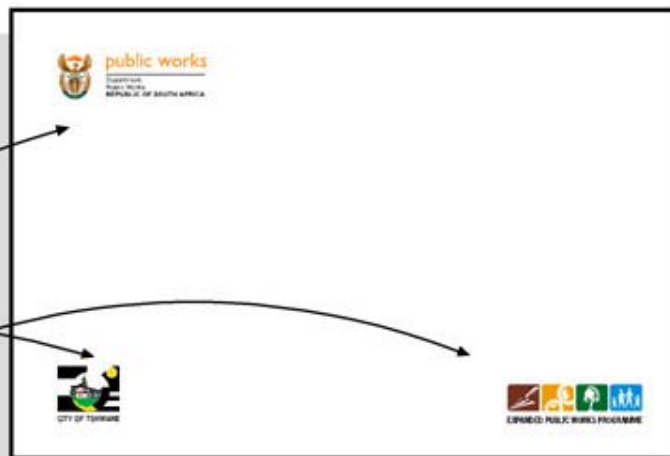 public works
Department:
Public Works
REPUBLIC OF SOUTH AFRICA
CITY OF TSHWANE
EXPANDED PUBLIC WORKS PROGRAMME